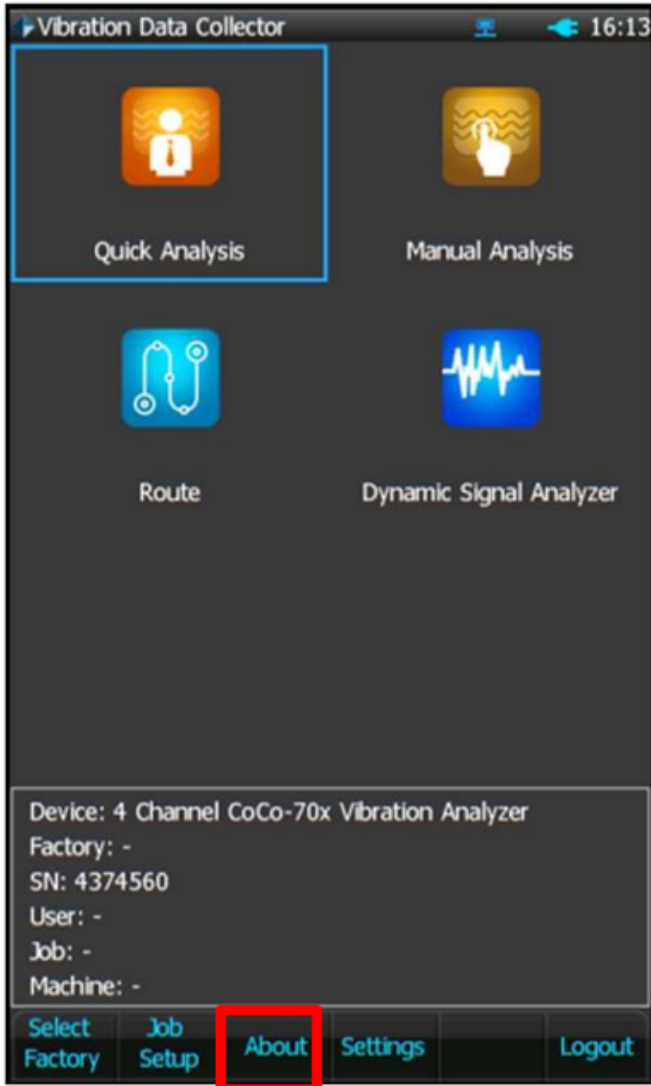 Vibration Data Collector 16:13
Quick Analysis
Manual Analysis
Route
Dynamic Signal Analyzer
Device: 4 Channel CoCo-70x Vibration Analyzer
Factory: -
SN: 4374560
User: -
Job: -
Machine: -
Select Factory
Job Setup
About
Settings
Logout